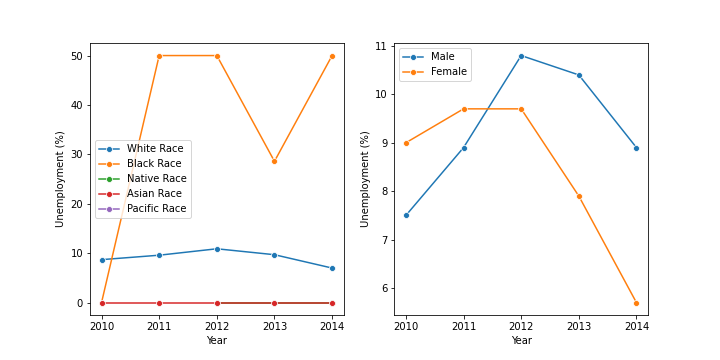 50
40
30
20
10
0
Unemployment (%)
White Race
Black Race
Native Race
Asian Race
Pacific Race
2010 2011 2012 2013 2014
Year
11
10
9
8
7
6
Unemployment (%)
Male
Female
2010 2011 2012 2013 2014
Year